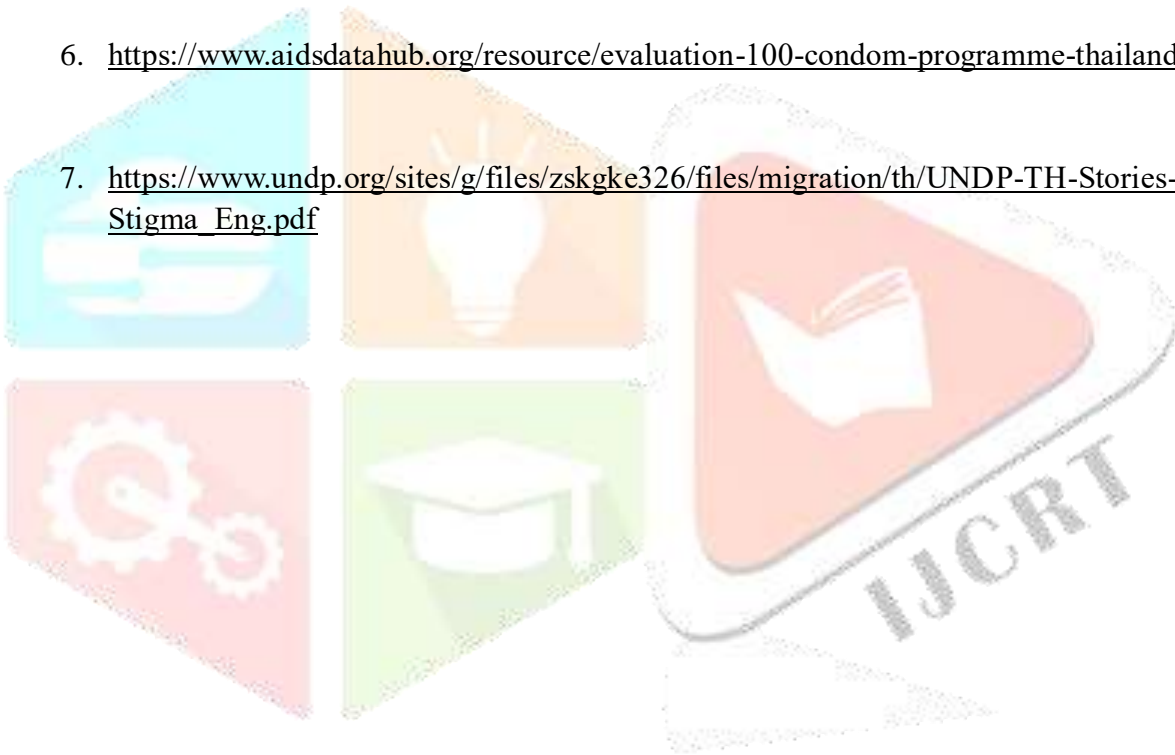 6. https://www.aidsdatahub.org/resource/evaluation-100-condom-programme-thailand
7. https://www.undp.org/sites/g/files/zskgke326/files/migration/th/UNDP-TH-Stories-
Stigma_Eng.pdf
IJCRT